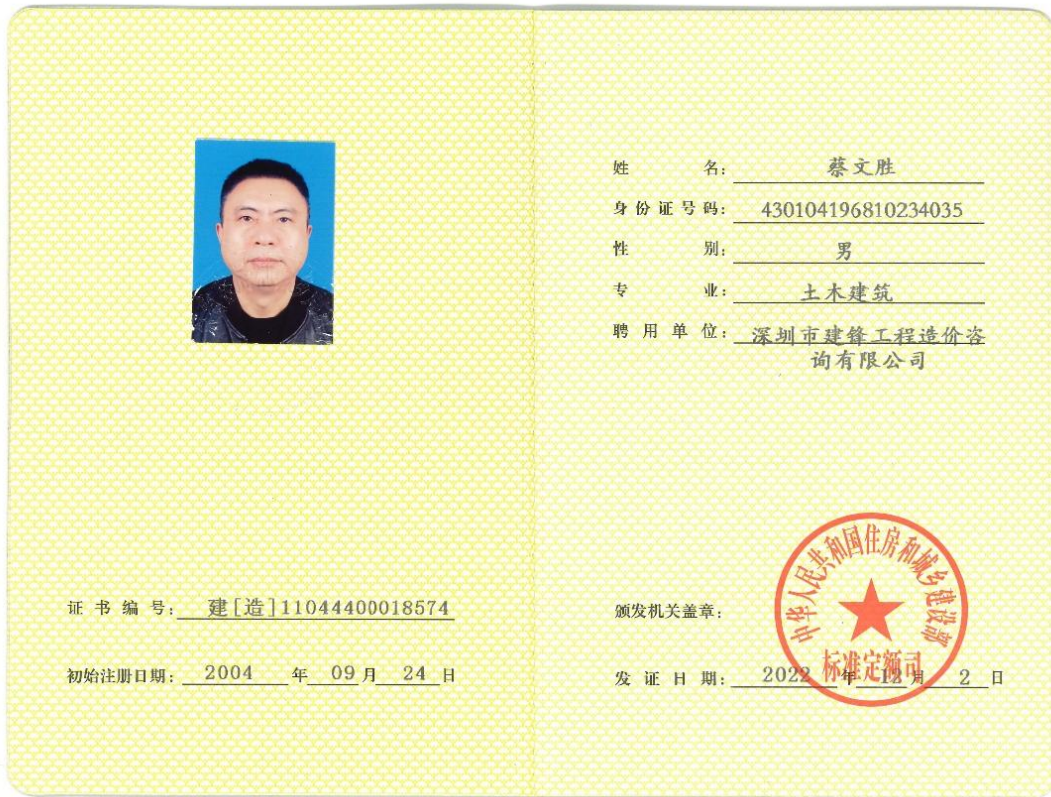 证书编号: 建[造]11044400018574
初始注册日期: 2004 年 09 月 24 日
姓名: 蔡文胜
身份证号码: 430104196810234035
性别: 男
专业: 土木建筑
聘用单位: 深圳市建锋工程造价咨
询有限公司
颁发机关盖章:
中华人民共和国住房和城乡建设部
标准定额司
发证日期: 2022 年 12 月 2 日